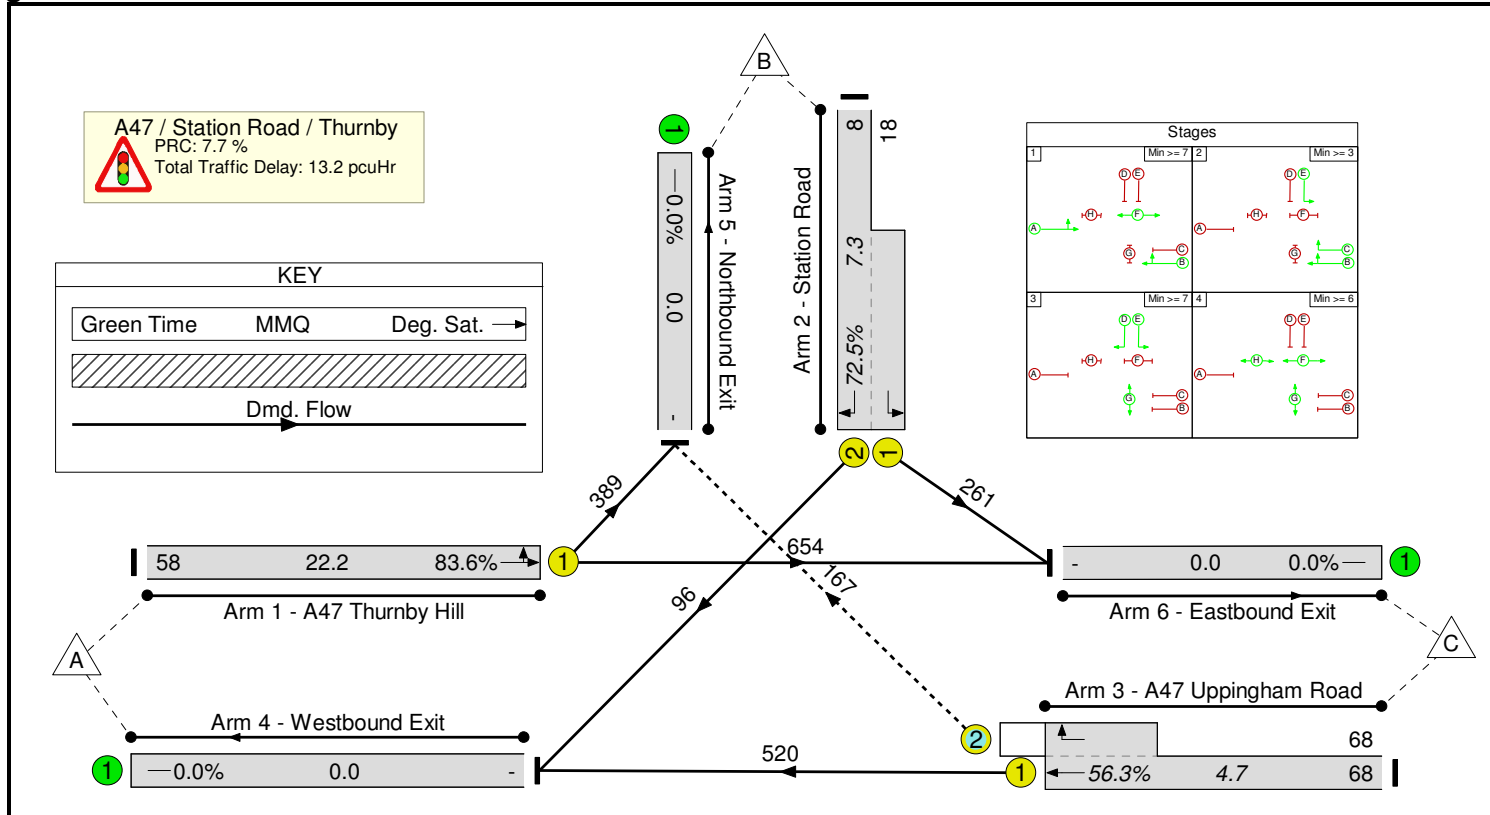 A47 / Station Road / Thurnby
PRC: 7.7 %
Total Traffic Delay: 13.2 pcuHr
KEY
Green Time MMQ Deg. Sat.
Dmd. Flow
B
1
0.0%
0.0
-
Arm 5 - Northbound Exit
Arm 2 - Station Road
8
18
7.3
72.5%
2
1
Stages
1
Min >= 7
D E
H F
A
G
C
B
2
Min >= 3
D E
H F
A
G
C
B
3
Min >= 7
D E
H F
A
G
C
B
4
Min >= 6
D E
H F
A
G
C
B
389
261
58 22.2 83.6%
1
654
- 0.0 0.0%
1
Arm 1 - A47 Thurnby Hill
96
167
Arm 6 - Eastbound Exit
A
C
Arm 3 - A47 Uppingham Road
Arm 4 - Westbound Exit
2
68
520
1
0.0% 0.0 -
1
56.3% 4.7 68